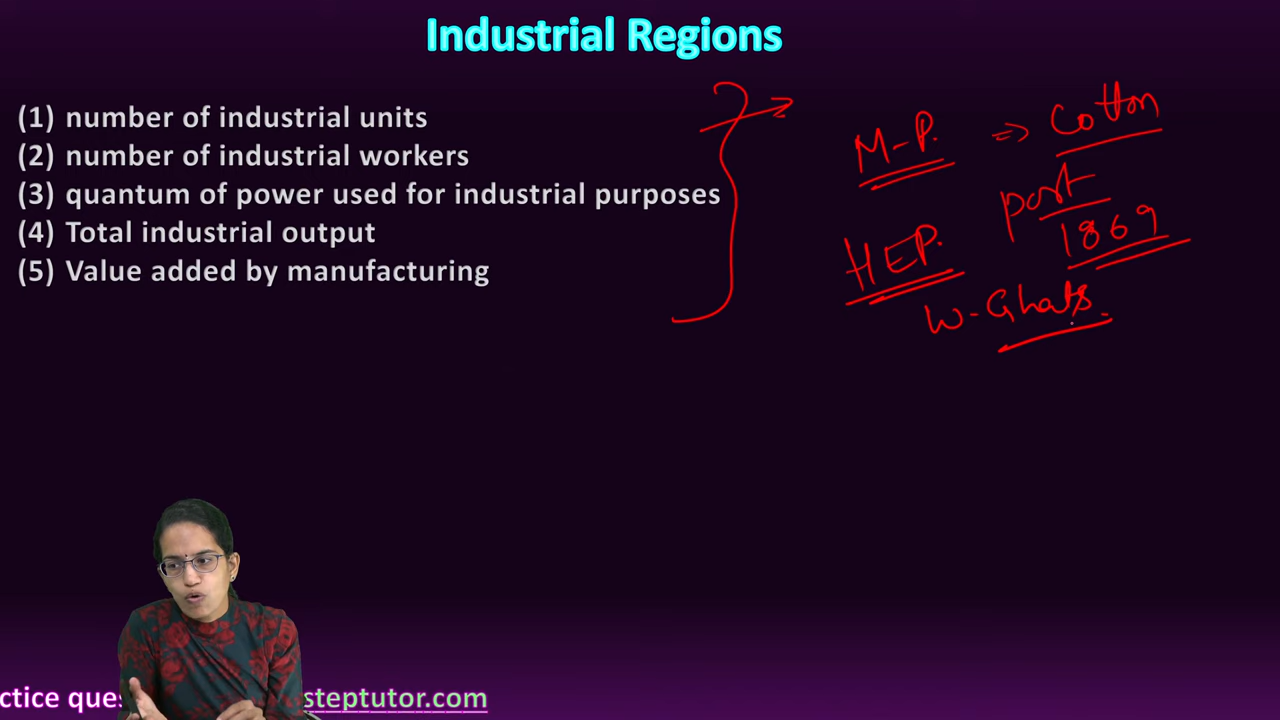 Industrial Regions
(1) number of industrial units
(2) number of industrial workers
(3) quantum of power used for industrial purposes
(4) Total industrial output
(5) Value added by manufacturing
M-P. => Cotton
port
1869
HEP.
W-Ghats.
ctice ques
steptutor.com